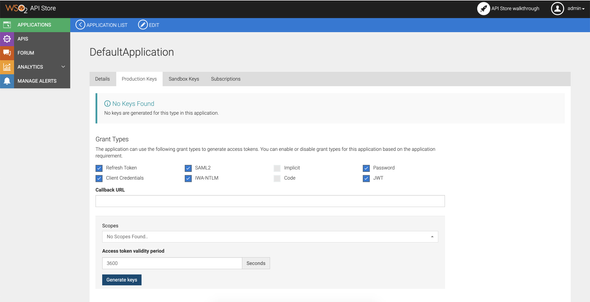 WSO2 API Store
API Store walkthrough
admin
APPLICATIONS
APIS
FORUM
ANALYTICS
MANAGE ALERTS
APPLICATION LIST
EDIT
DefaultApplication
Details
Production Keys
Sandbox Keys
Subscriptions
No Keys Found
No keys are generated for this type in this application.
Grant Types
The application can use the following grant types to generate access tokens. You can enable or disable grant types for this application based on the application
requirement.
Refresh Token
SAML2
Implicit
Password
Client Credentials
IWA-NTLM
Code
JWT
Callback URL
Scopes
No Scopes Found..
Access token validity period
3600
Seconds
Generate keys